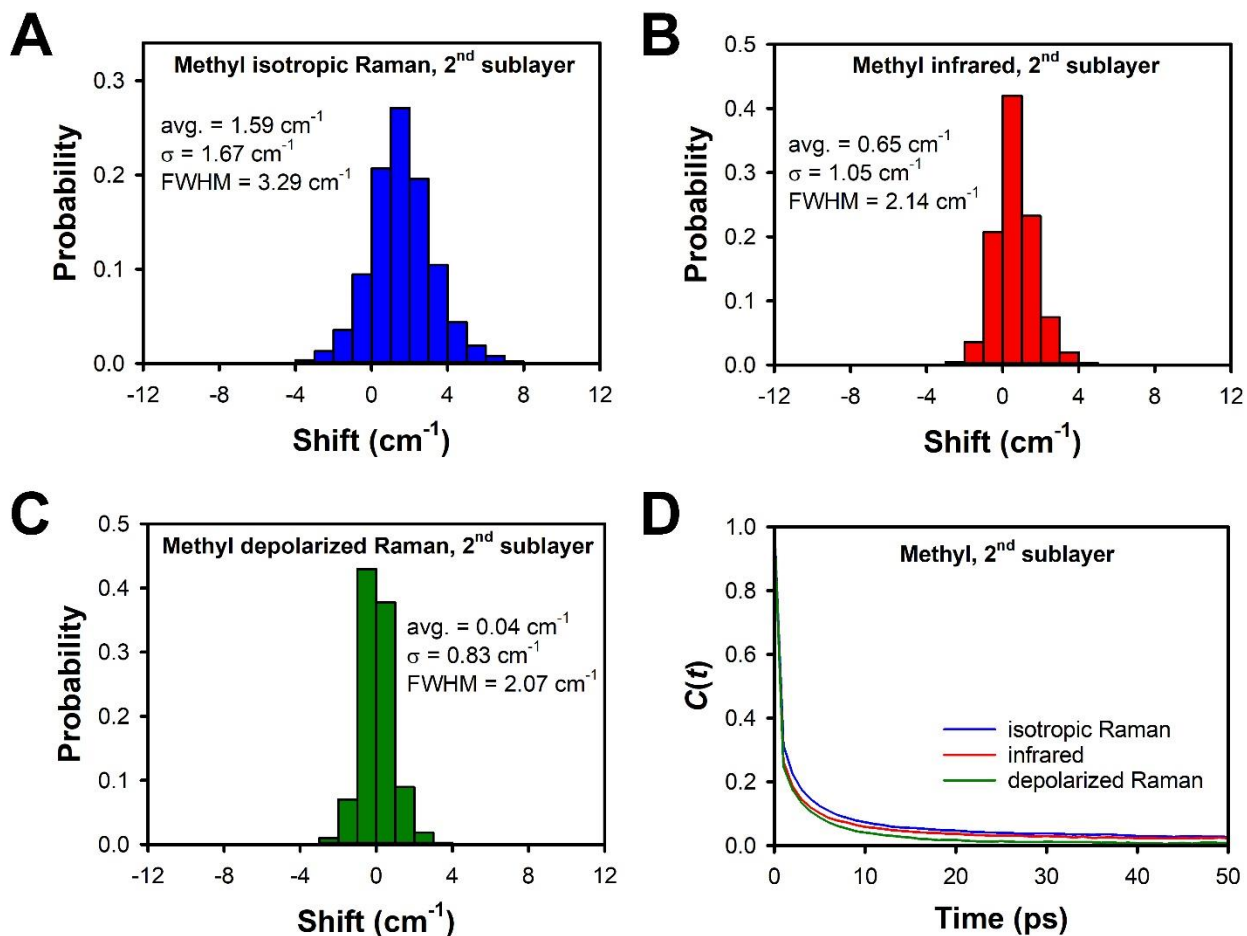 A
Methyl isotropic Raman, 2nd sublayer
avg. = 1.59 cm-1
σ = 1.67 cm-1
FWHM = 3.29 cm-1
Probability
0.3
0.2
0.1
0.0
-12 -8 -4 0 4 8 12
Shift (cm-1)
B
Methyl infrared, 2nd sublayer
avg. = 0.65 cm-1
σ = 1.05 cm-1
FWHM = 2.14 cm-1
Probability
0.5
0.4
0.3
0.2
0.1
0.0
-12 -8 -4 0 4 8 12
Shift (cm-1)
C
Methyl depolarized Raman, 2nd sublayer
avg. = 0.04 cm-1
σ = 0.83 cm-1
FWHM = 2.07 cm-1
Probability
0.5
0.4
0.3
0.2
0.1
0.0
-12 -8 -4 0 4 8 12
Shift (cm-1)
D
Methyl, 2nd sublayer
isotropic Raman
infrared
depolarized Raman
C(t)
1.0
0.8
0.6
0.4
0.2
0.0
0 10 20 30 40 50
Time (ps)